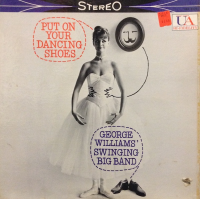 STEREO
UA
PUT ON
YOUR
DANCING
SHOES
GEORGE
WILLIAMS'
SWINGING
BIG BAND